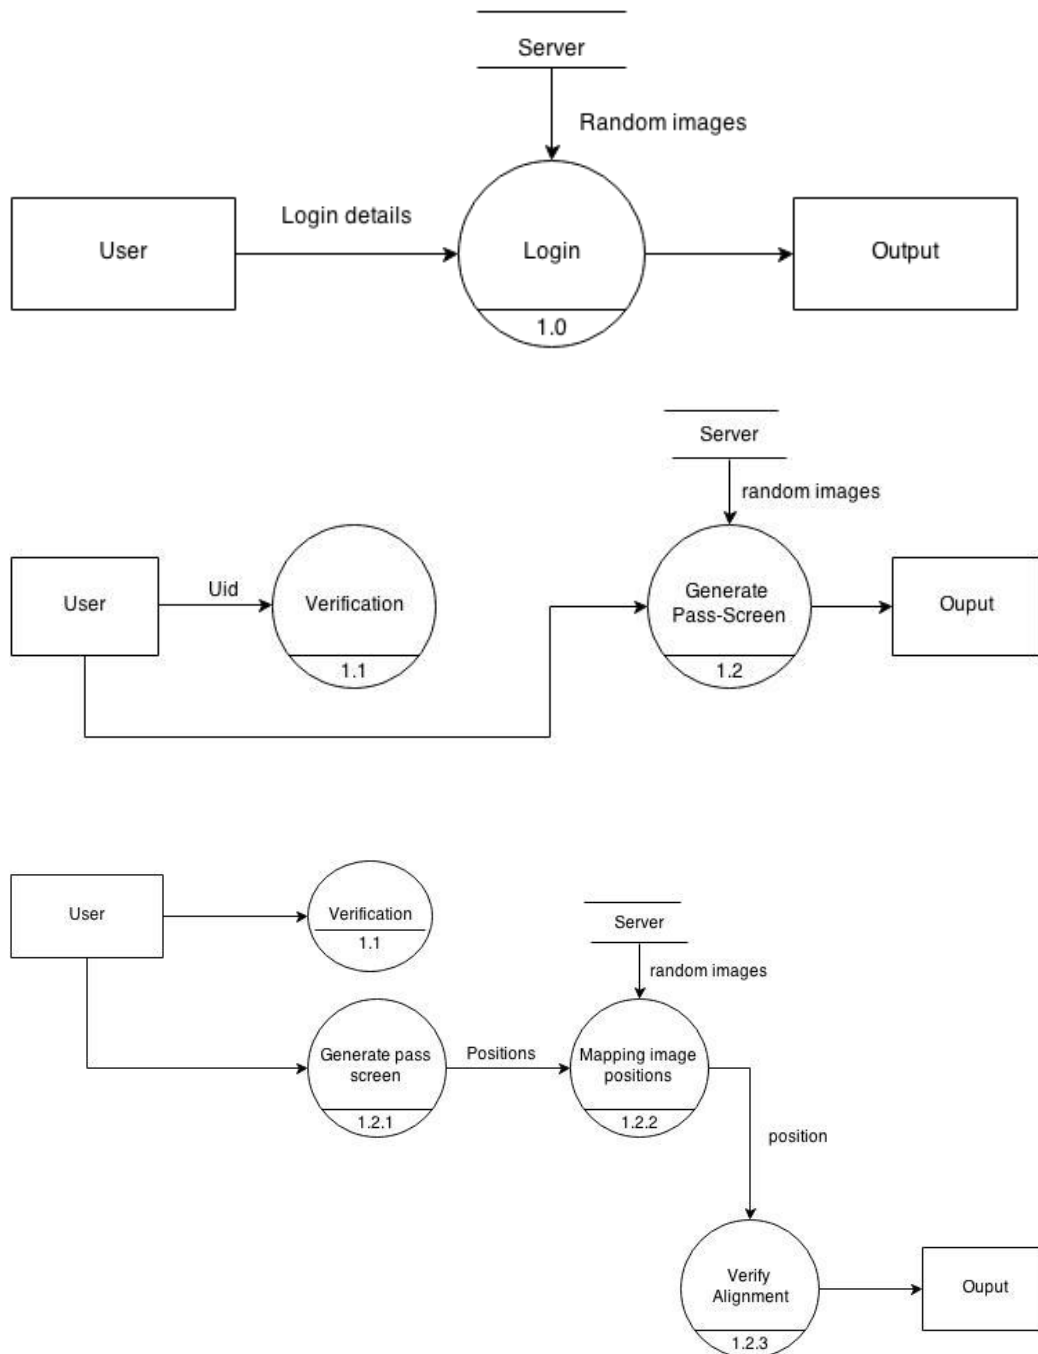 Server
Random images
Login details
User
Login
Output
1.0
Server
random images
Uid
User
Verification
Generate
Pass-Screen
Ouput
1.1
1.2
User
Verification
1.1
Server
random images
Generate pass
screen
Positions
Mapping image
positions
1.2.1
1.2.2
position
Verify
Alignment
Ouput
1.2.3